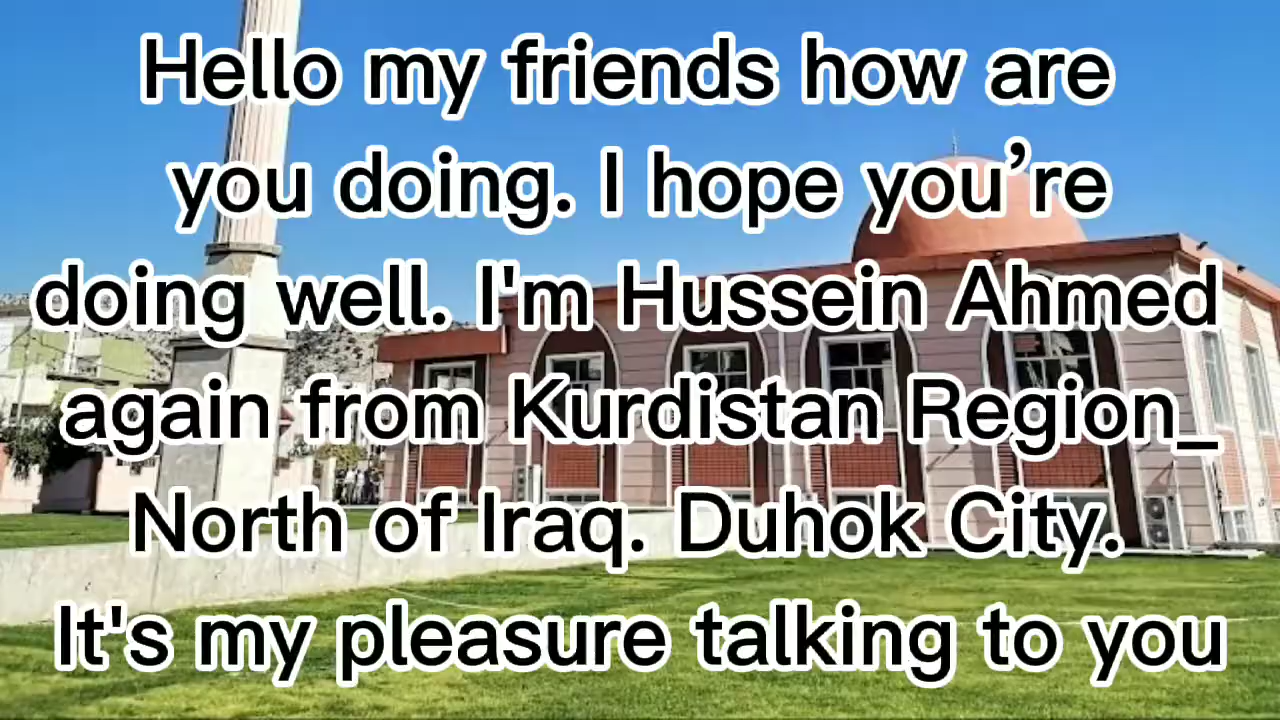 Hello my friends how are
you doing. I hope you’re
doing well. I'm Hussein Ahmed
again from Kurdistan Region_
North of Iraq. Duhok City.
It's my pleasure talking to you